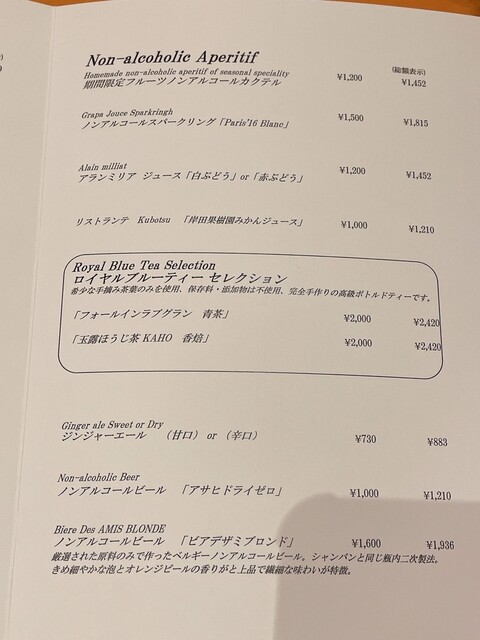 Non-alcoholic Aperitif
(総額表示)
Homemade non-alcoholic aperitif of seasonal speciality
期間限定フルーツノンアルコールカクテル ¥1,200 ¥1,452
Grapa Jouce Sparkringh
ノンアルコールスパークリング「Paris'16 Blanc」 ¥1,500 ¥1,815
Alain milliat
アランミリア ジュース「白ぶどう」or「赤ぶどう」 ¥1,200 ¥1,452
リストランテ Kubotsu 「岸田果樹園みかんジュース」 ¥1,000 ¥1,210
Royal Blue Tea Selection
ロイヤルブルーティー セレクション
希少な手摘み茶葉のみを使用、保存料・添加物は不使用、完全手作りの高級ボトルドティーです。
「フォールインラブグラン 青茶」 ¥2,000 ¥2,420
「玉露ほうじ茶 KAHO 香焙」 ¥2,000 ¥2,420
Ginger ale Sweet or Dry
ジンジャーエール (甘口) or (辛口) ¥730 ¥883
Non-alcoholic Beer
ノンアルコールビール 「アサヒドライゼロ」 ¥1,000 ¥1,210
Biere Des AMIS BLONDE
ノンアルコールビール 「ビアデザミブロンド」 ¥1,600 ¥1,936
厳選された原料のみで作ったベルギーノンアルコールビール。シャンパンと同じ瓶内二次製法。
きめ細やかな泡とオレンジピールの香りがと上品で繊細な味わいが特徴。